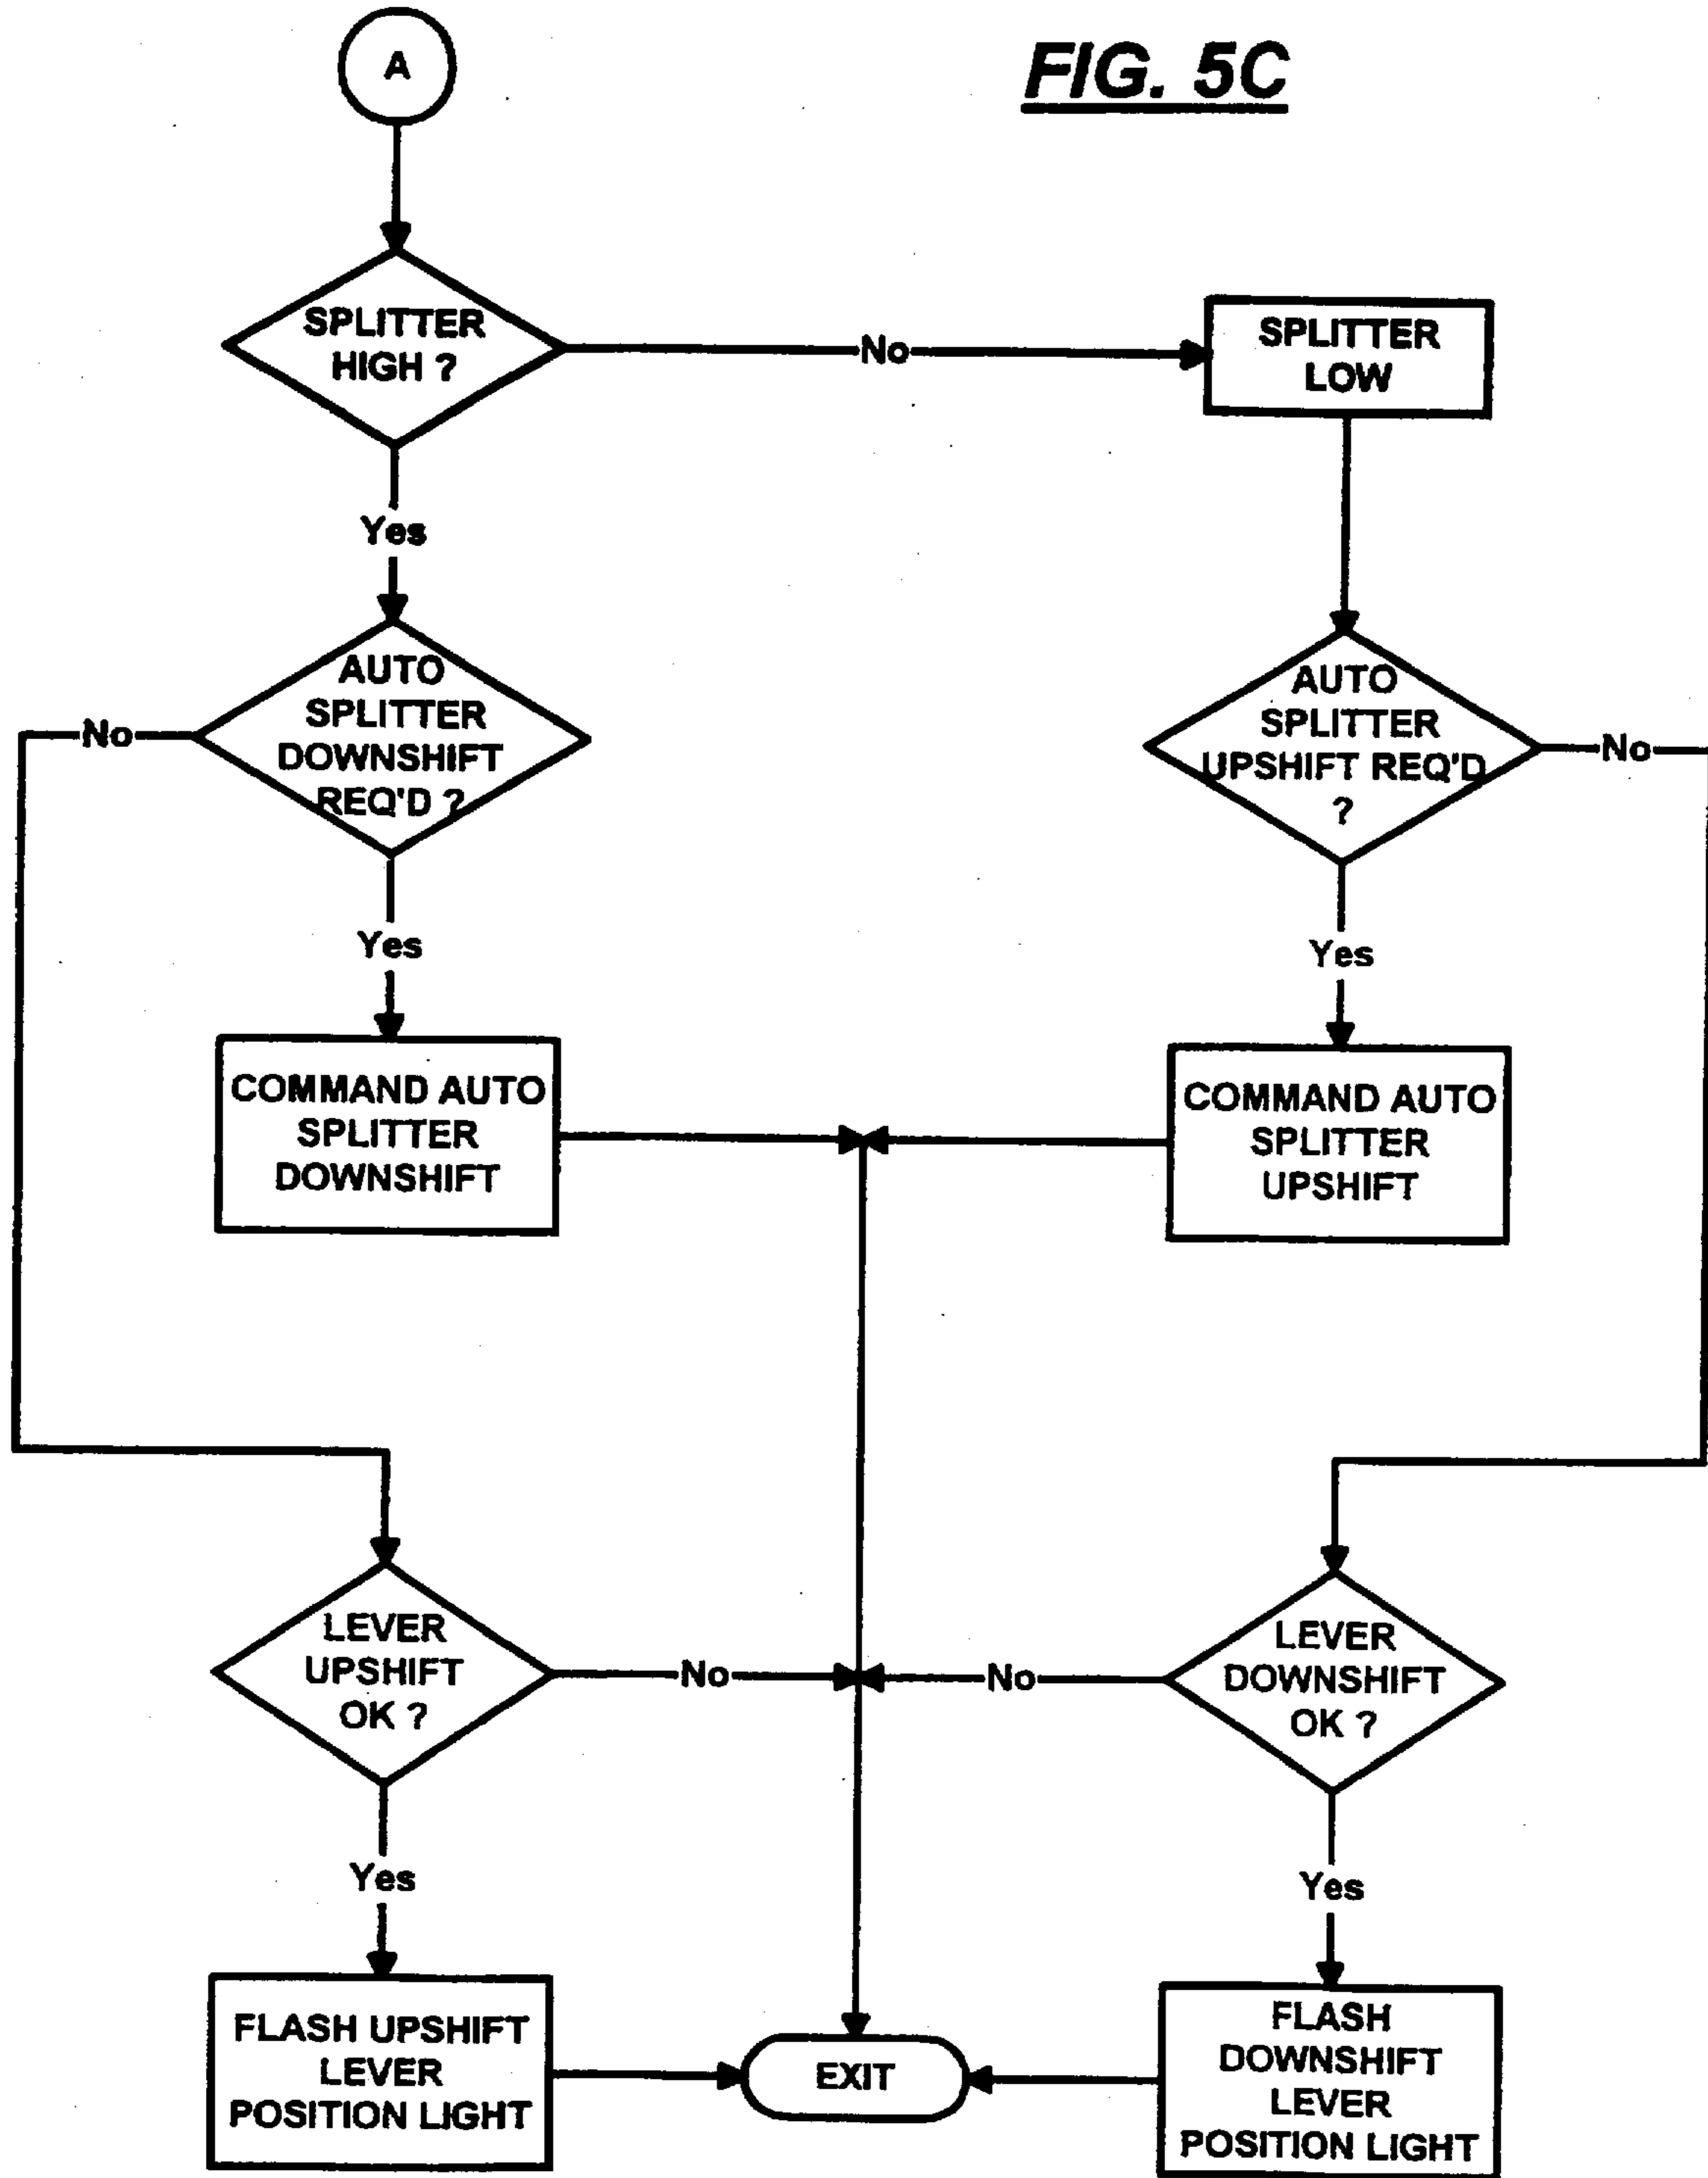 A
FIG. 5C
SPLITTER
HIGH ?
No
SPLITTER
LOW
Yes
AUTO
SPLITTER
DOWNSHIFT
REQ'D ?
No
AUTO
SPLITTER
UPSHIFT REQ'D
?
No
Yes
Yes
COMMAND AUTO
SPLITTER
DOWNSHIFT
COMMAND AUTO
SPLITTER
UPSHIFT
LEVER
UPSHIFT
OK ?
No
No
LEVER
DOWNSHIFT
OK ?
Yes
Yes
FLASH UPSHIFT
LEVER
POSITION LIGHT
EXIT
FLASH
DOWNSHIFT
LEVER
POSITION LIGHT